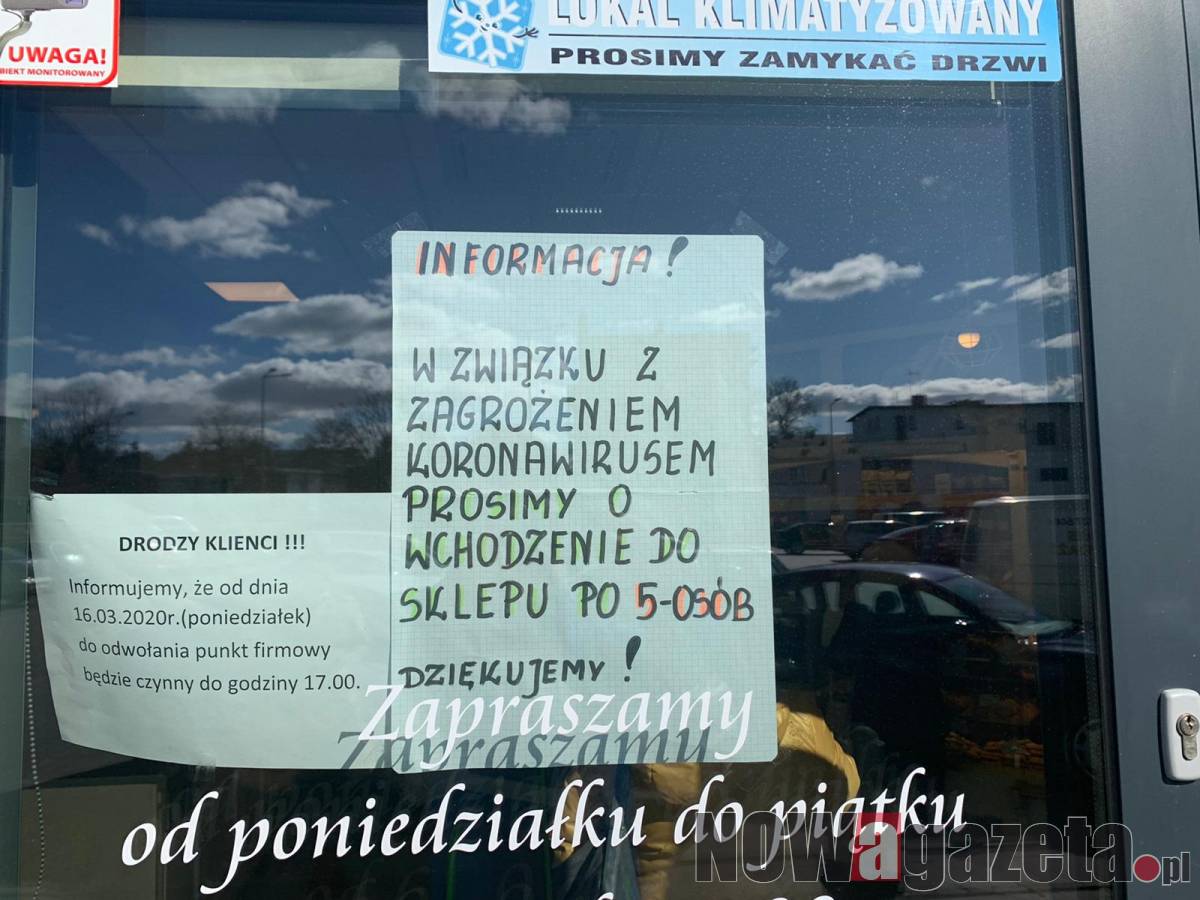 UWAGA!
BIEKT MONITOROWANY
LOKAL KLIMATYZOWANY
PROSIMY ZAMYKAĆ DRZWI
INFORMACJA!
W ZWIĄZKU Z
ZAGROŻENIEM
KORONAWIRUSEM
PROSIMY O
WCHODZENIE DO
SKLEPU PO 5-OSÓB
DZIĘKUJEMY!
DRODZY KLIENCI !!!
Informujemy, że od dnia
16.03.2020r.(poniedziałek)
do odwołania punkt firmowy
będzie czynny do godziny 17.00.
Zapraszamy
od poniedziałku do piątku
NOWagazeta.pl